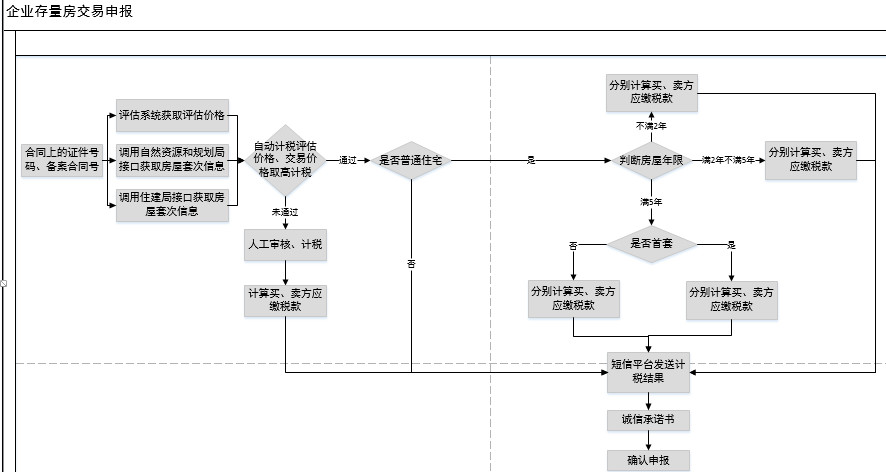 企业存量房交易申报
合同上的证件号
码、备案合同号
评估系统获取评估价格
调用自然资源和规划局
接口获取房屋套次信息
调用住建局接口获取房
屋套次信息
自动计税评估
价格、交易价
格取高计税
通过
未通过
人工审核、计税
计算买、卖方应
缴税款
是否普通住宅
是
否
分别计算买、卖方
应缴税款
不满2年
判断房屋年限
满2年不满5年
分别计算买、卖方
应缴税款
满5年
是否首套
否
是
分别计算买、卖方
应缴税款
分别计算买、卖方
应缴税款
短信平台发送计
税结果
诚信承诺书
确认申报